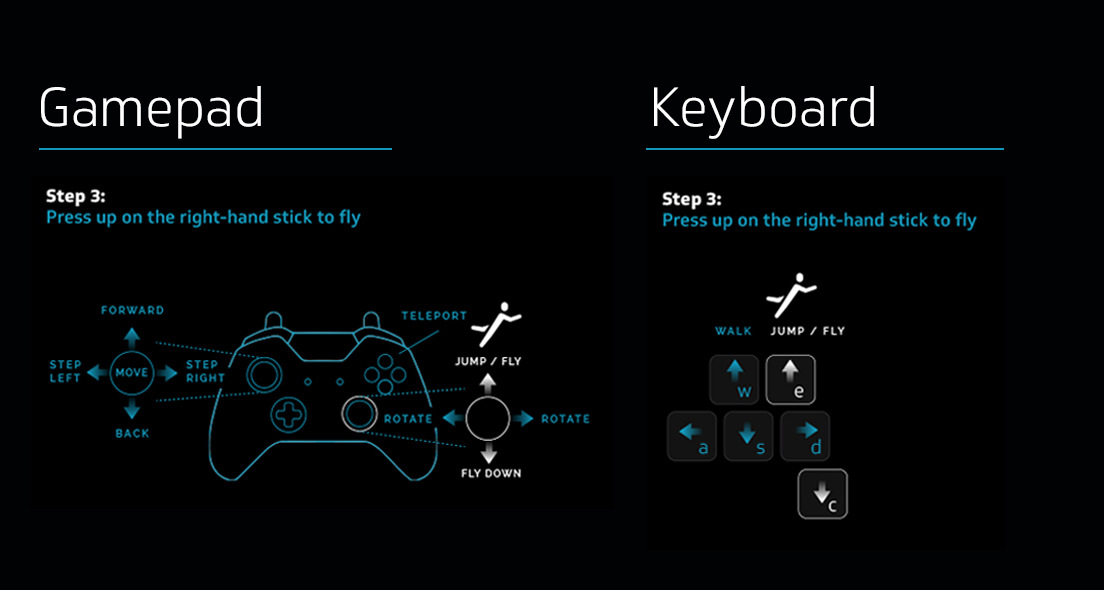 Gamepad
Step 3:
Press up on the right-hand stick to fly
FORWARD
TELEPORT
JUMP / FLY
STEP
LEFT
MOVE
STEP
RIGHT
ROTATE
ROTATE
BACK
FLY DOWN
Keyboard
Step 3:
Press up on the right-hand stick to fly
WALK JUMP / FLY
w e
a s d
c